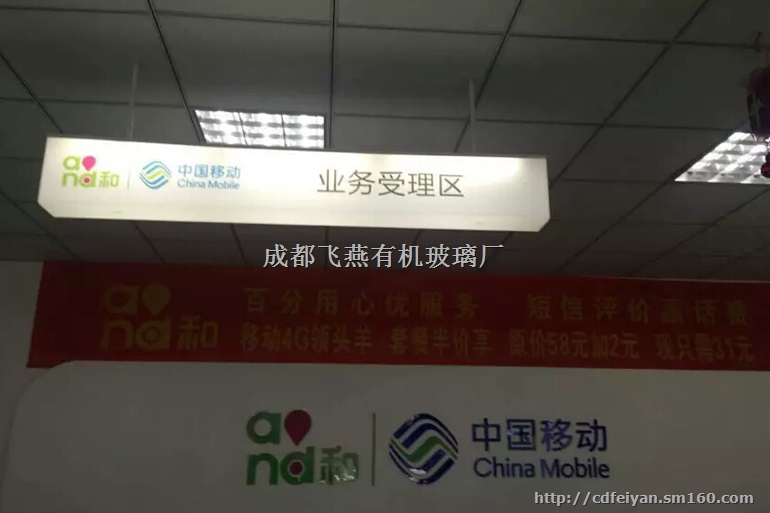 and和
中国移动
China Mobile
业务受理区
成都飞燕有机玻璃厂
and和
百分用心优服务 短信评价赢话费
移动4G领头羊 套餐半价享 原价58元加2元 现只需31元
and和
中国移动
China Mobile
http://cdfeiyan.sm160.com